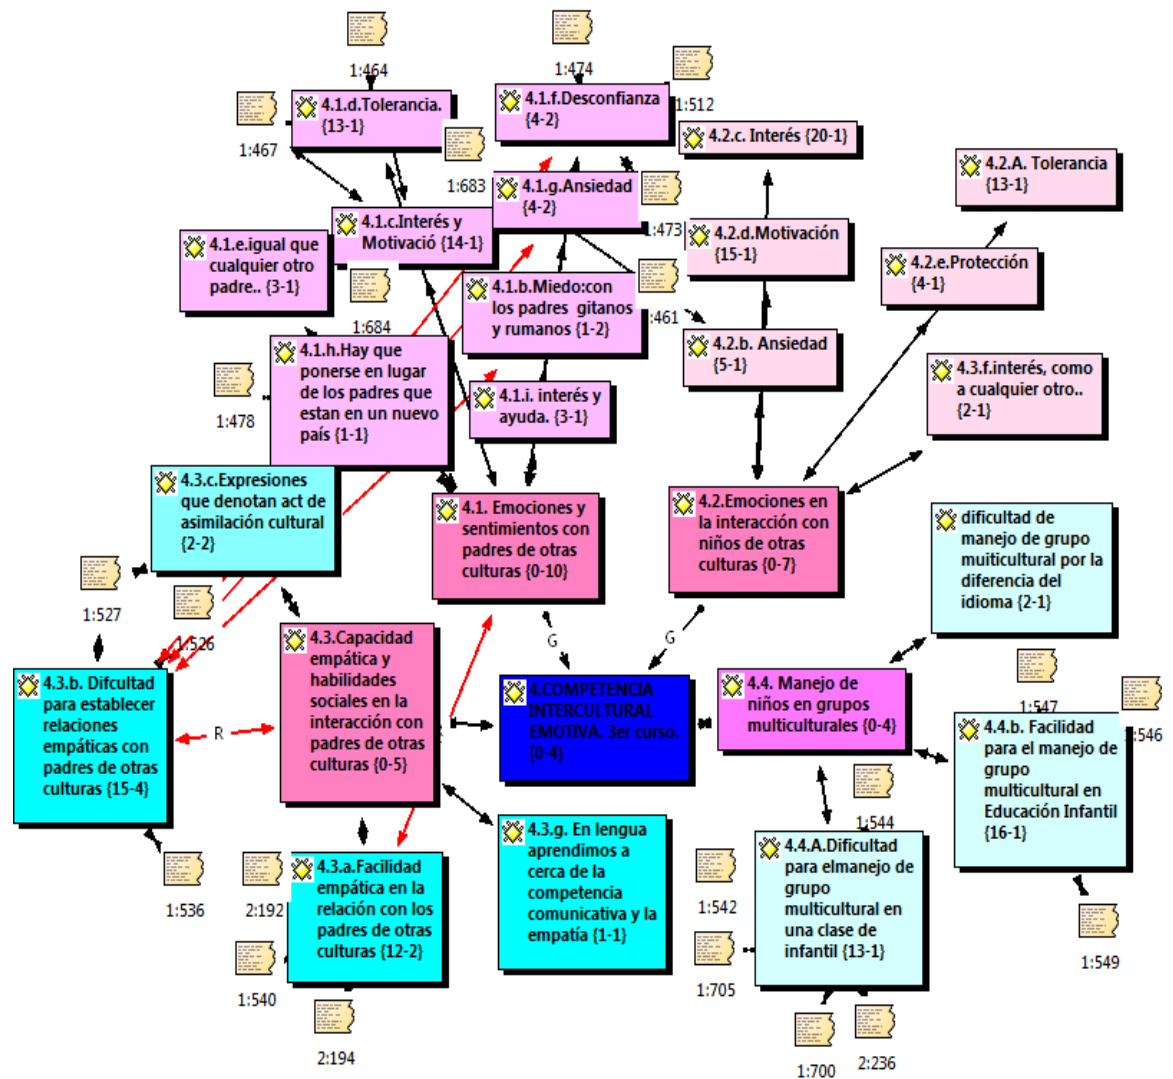 1:464
1:474
1:512
4.1.d.Tolerancia.
{13-1}
4.1.f.Desconfianza
{4-2}
4.2.c. Interés {20-1}
1:467
1:683
4.1.g.Ansiedad
{4-2}
4.2.A. Tolerancia
{13-1}
4.1.c.Interés y
Motivació {14-1}
1:473
4.2.d.Motivación
{15-1}
4.1.e.igual que
cualquier otro
padre.. {3-1}
4.2.e.Protección
{4-1}
4.1.b.Miedo:con
los padres gitanos
y rumanos {1-2}
1:461
1:684
4.2.b. Ansiedad
{5-1}
4.1.h.Hay que
ponerse en lugar
de los padres que
estan en un nuevo
país {1-1}
4.3.f.interés, como
a cualquier otro..
{2-1}
1:478
4.1.i. interés y
ayuda. {3-1}
4.3.c.Expresiones
que denotan act de
asimilación cultural
{2-2}
4.1. Emociones y
sentimientos con
padres de otras
culturas {0-10}
4.2.Emociones en
la interacción con
niños de otras
culturas {0-7}
dificultad de
manejo de grupo
muiticultural por la
diferencia del
idioma {2-1}
1:527
1:526
G
G
4.3.Capacidad
empática y
habilidades
sociales en la
interacción con
padres de otras
culturas {0-5}
4.3.b. Difcultad
para establecer
relaciones
empáticas con
padres de otras
culturas {15-4}
R
4.COMPETENCIA
INTERCULTURAL
EMOTIVA. 3er curso.
{0-4}
4.4. Manejo de
niños en grupos
multiculturales {0-4}
1:547
1:546
4.4.b. Facilidad
para el manejo de
grupo
multicultural en
Educación Infantil
{16-1}
1:544
4.3.g. En lengua
aprendimos a
cerca de la
competencia
comunicativa y la
empatía {1-1}
4.4.A.Dificultad
para elmanejo de
grupo
multicultural en
una clase de
infantil {13-1}
1:536
2:192
4.3.a.Facilidad
empática en la
relación con los
padres de otras
culturas {12-2}
1:542
1:549
1:540
1:705
2:194
1:700
2:236